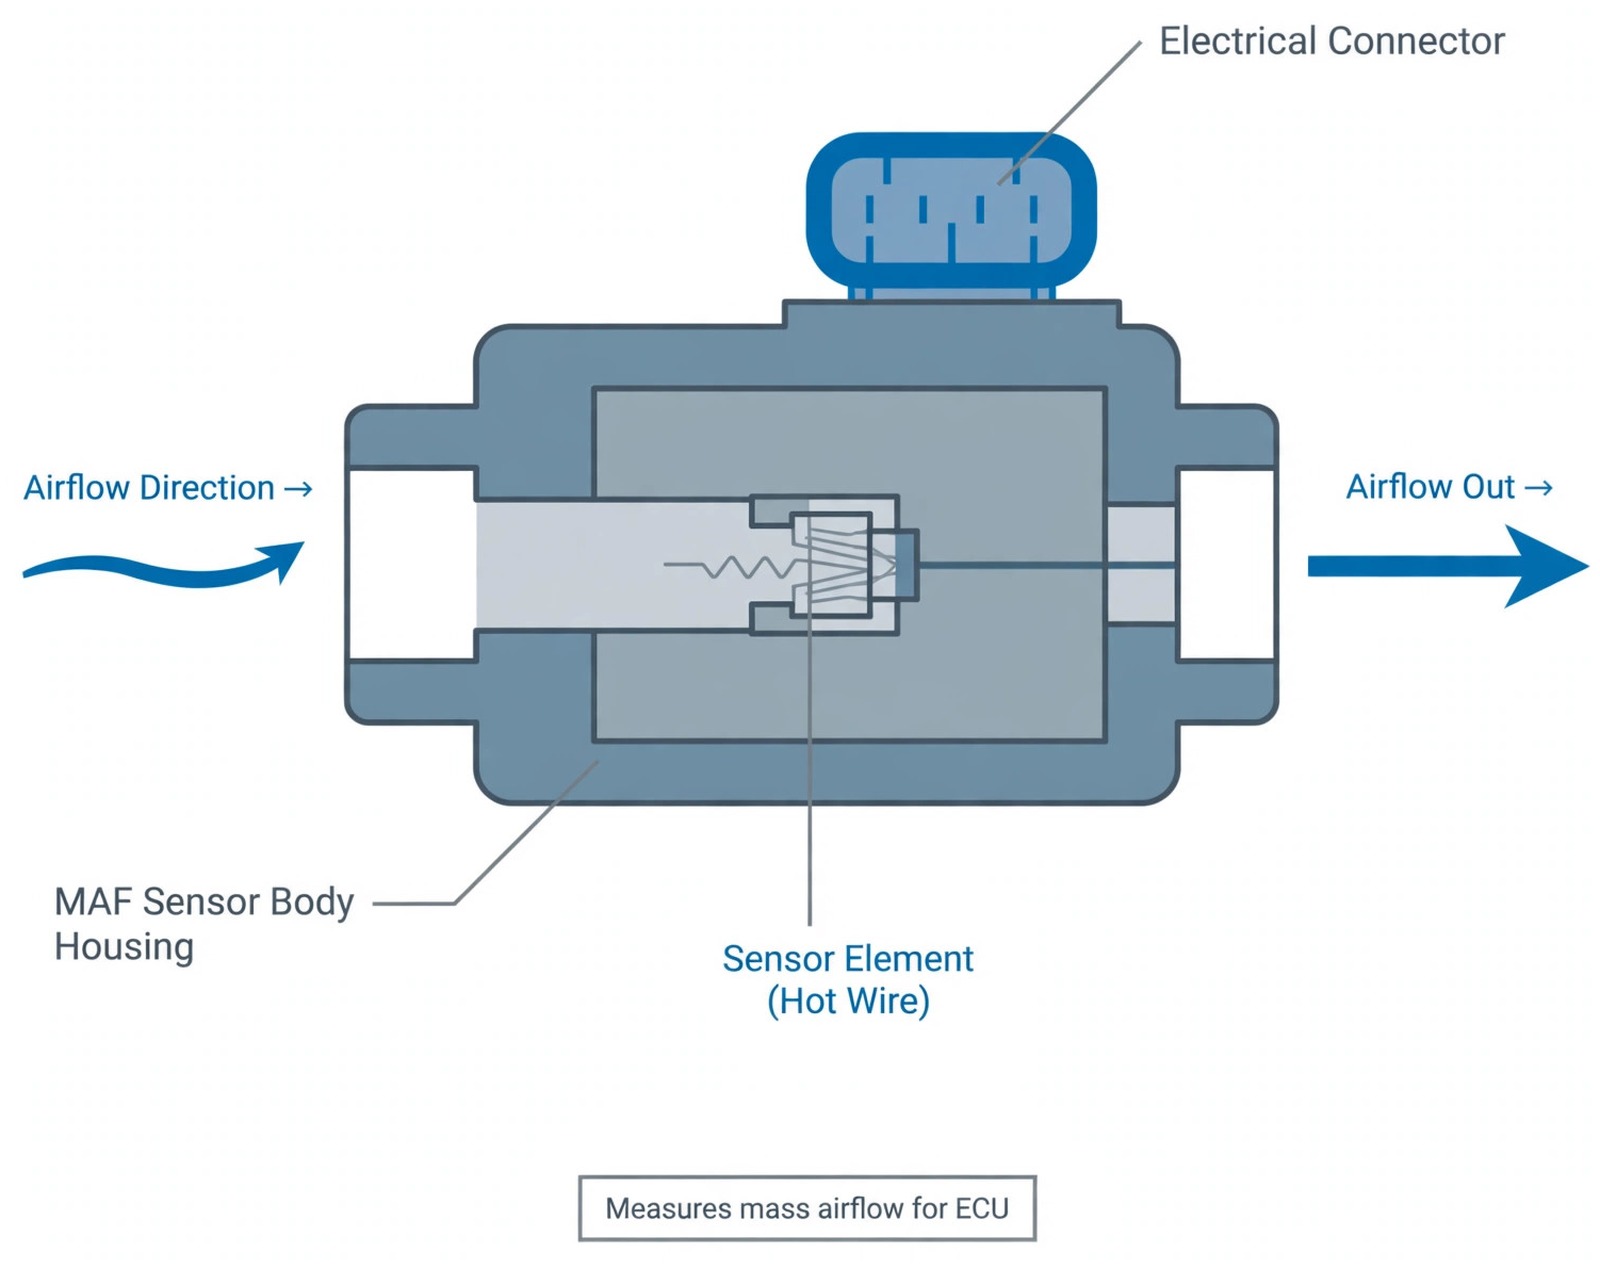 Electrical Connector
Airflow Direction →
Airflow Out →
MAF Sensor Body
Housing
Sensor Element
(Hot Wire)
Measures mass airflow for ECU